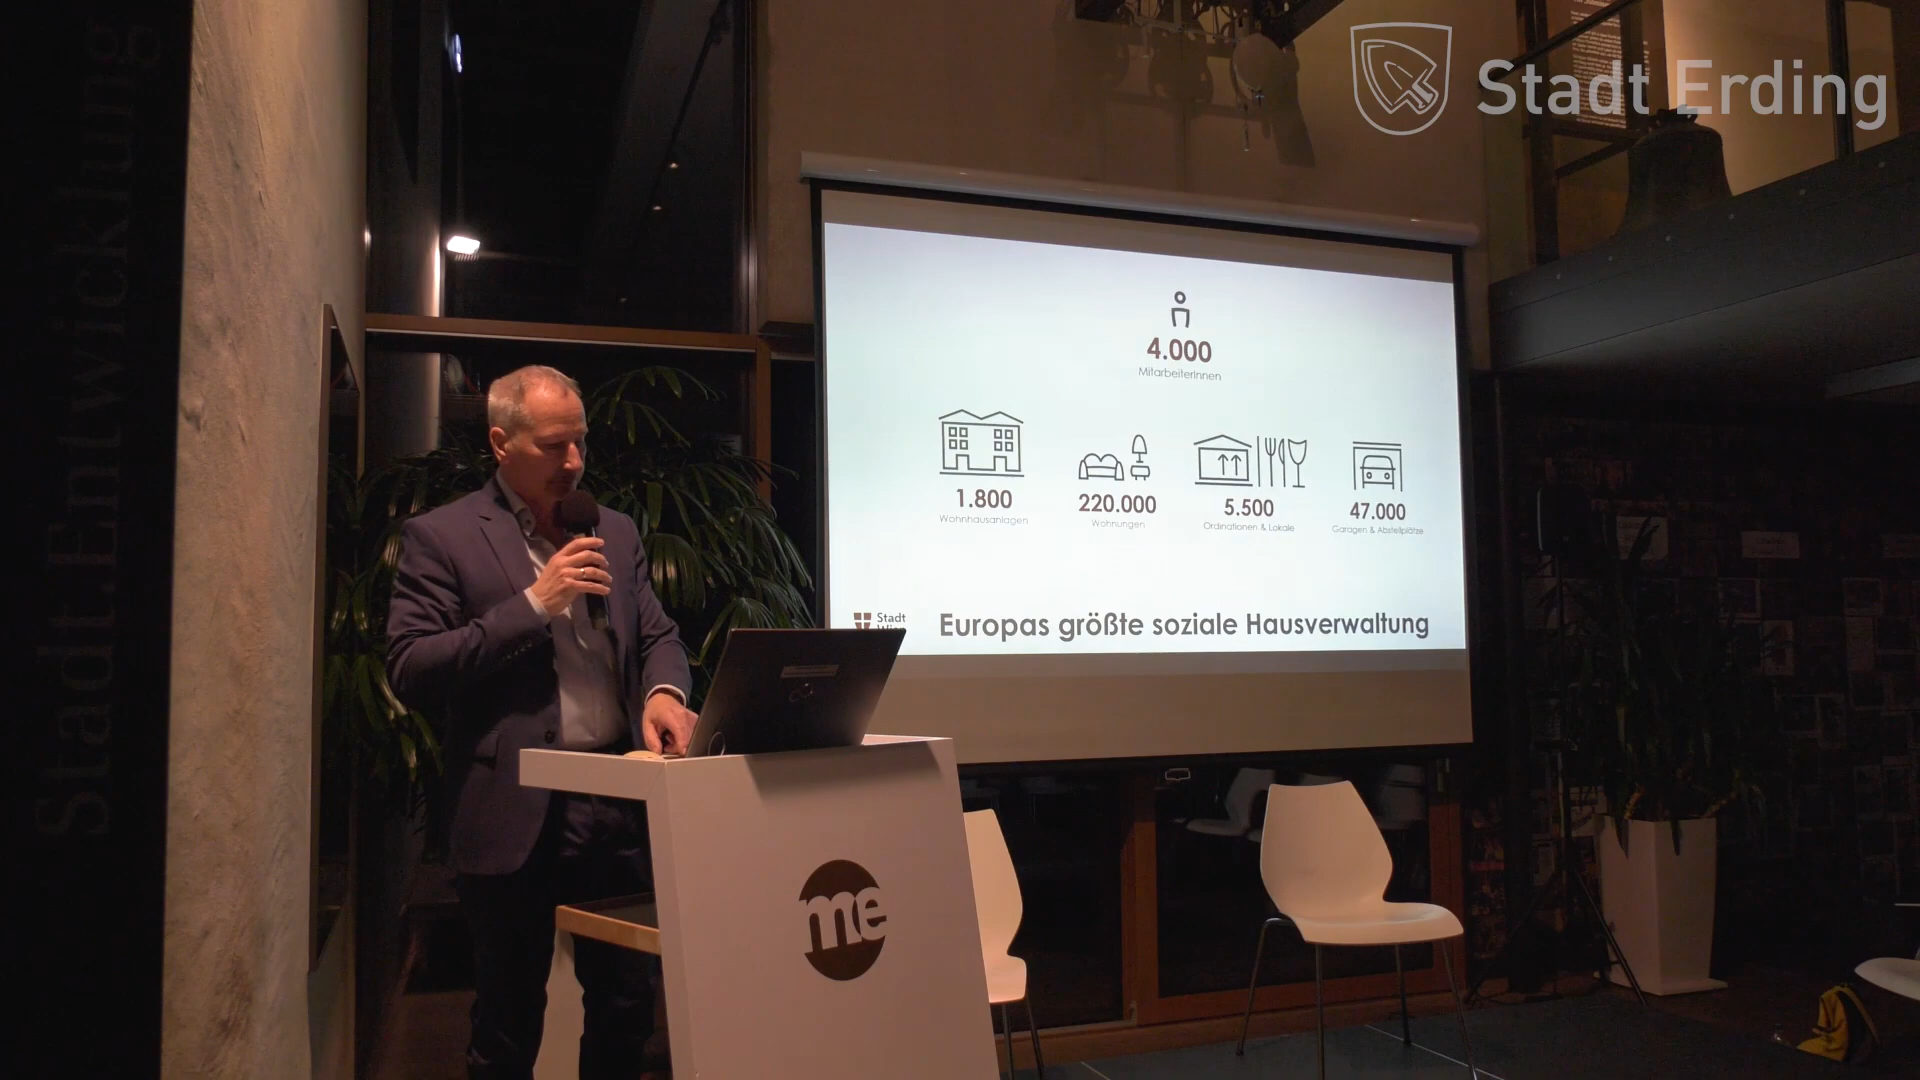 Stadt Erding
Stadt.Entwicklung
4.000
MitarbeiterInnen
1.800
Wohnhausanlagen
220.000
Wohnungen
5.500
Ordinationen & Lokale
47.000
Garagen & Abstellplätze
Stadt
Europas größte soziale Hausverwaltung
me